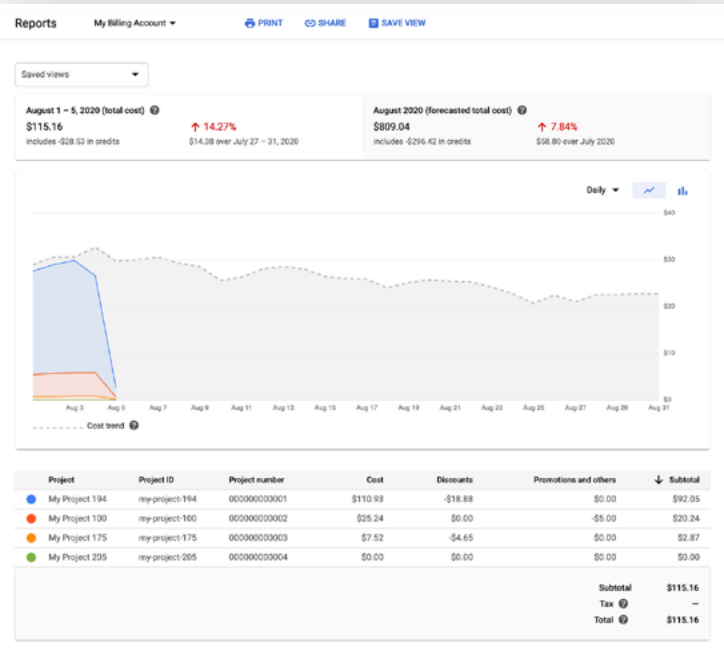 Reports My Billing Account PRINT SHARE SAVE VIEW
Saved views
August 1 – 5, 2020 (total cost) August 2020 (forecasted total cost)
$115.16 14.27% $809.04 7.84%
includes -$28.53 in credits $14.38 over July 27 – 31, 2020 includes -$296.42 in credits $58.80 over July 2020
Daily
$40
$30
$20
$10
$0
Aug 3 Aug 5 Aug 7 Aug 9 Aug 11 Aug 13 Aug 15 Aug 17 Aug 19 Aug 21 Aug 23 Aug 25 Aug 27 Aug 29 Aug 31
Cost trend
Project Project ID Project number Cost Discounts Promotions and others Subtotal
My Project 194 my-project-194 000000000001 $110.93 -$18.88 $0.00 $92.05
My Project 100 my-project-100 000000000002 $25.24 $0.00 -$5.00 $20.24
My Project 175 my-project-175 000000000003 $7.52 -$4.65 $0.00 $2.87
My Project 205 my-project-205 000000000004 $0.00 $0.00 $0.00 $0.00
Subtotal $115.16
Tax –
Total $115.16